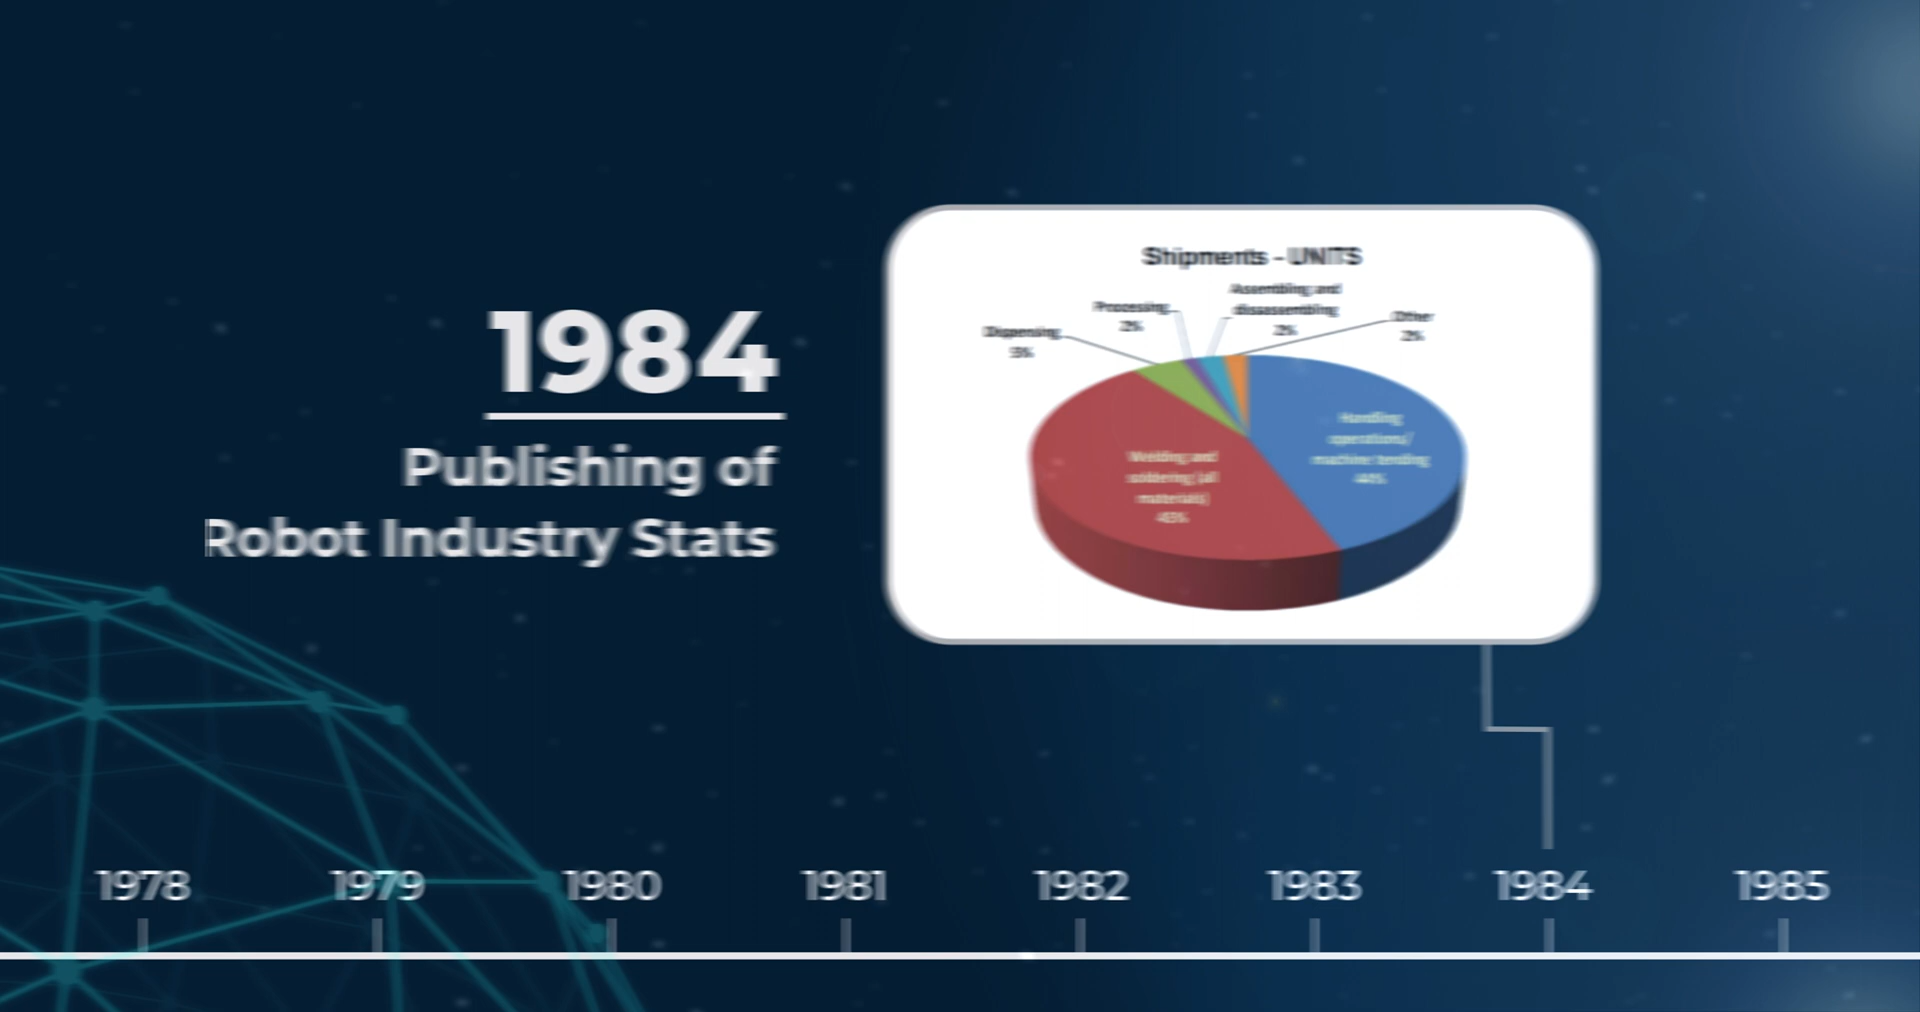 1984
Publishing of
Robot Industry Stats
Shipments - UNITS
Assembling and
disassembling
2%
Processing
2%
Other
2%
Dispensing
Handling
operations/
machine tending
Welding and
soldering (all
materials)
1978
1979
1980
1981
1982
1983
1984
1985